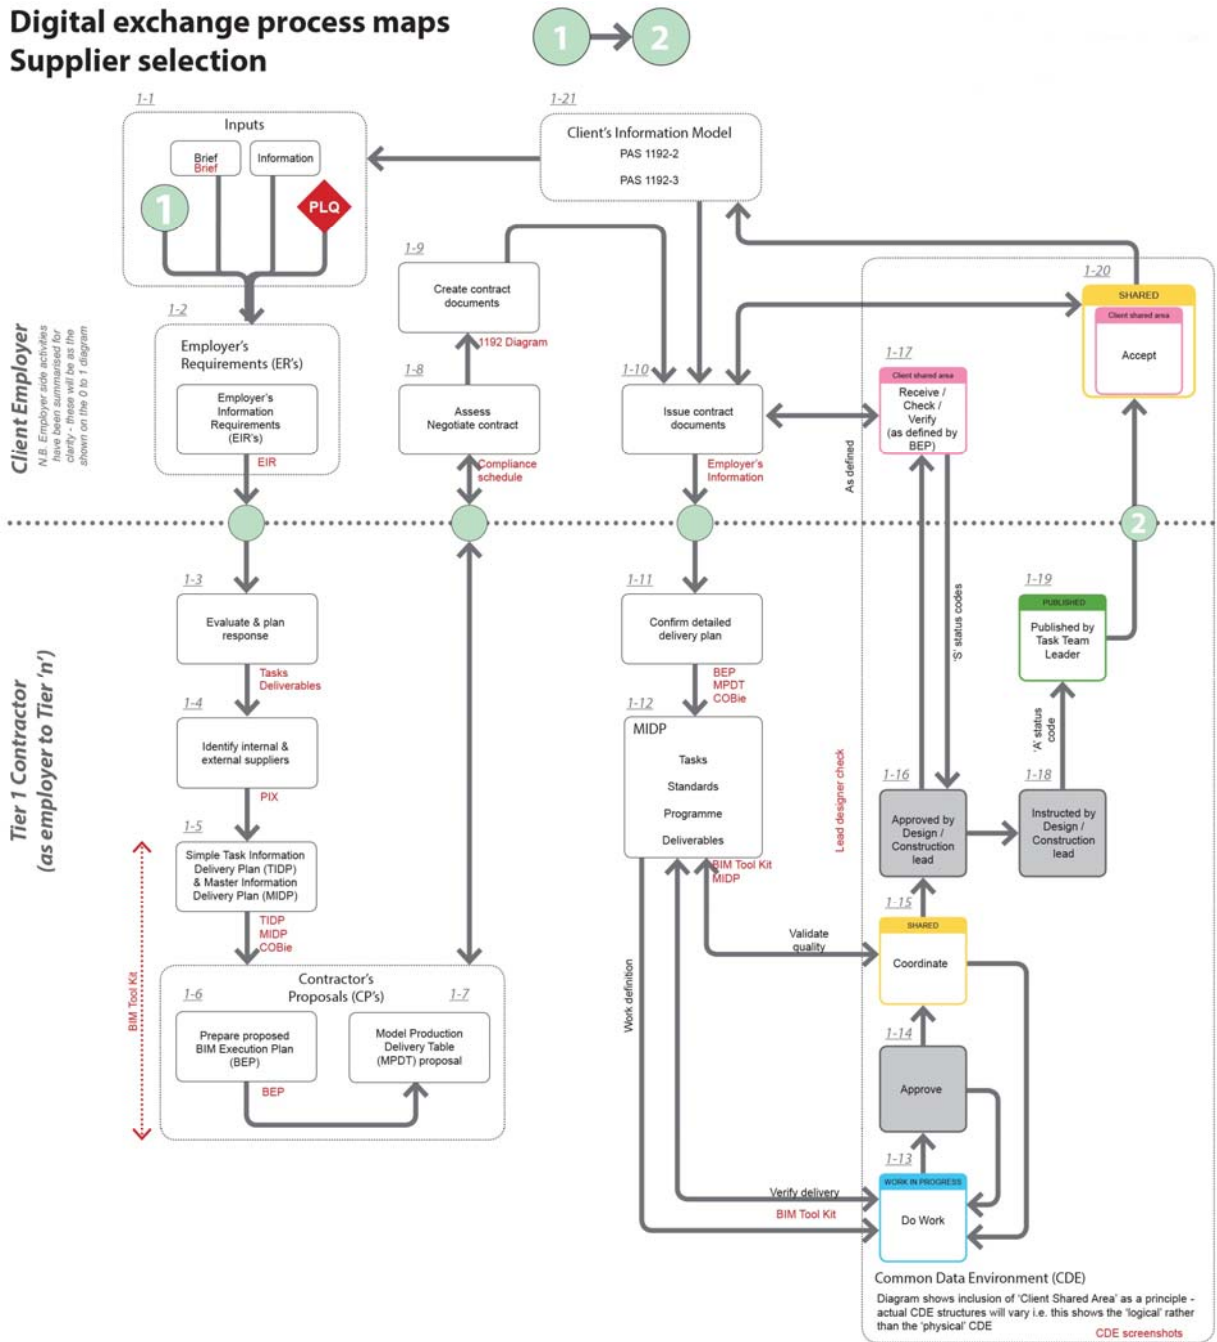 Digital exchange process maps
Supplier selection
1
2
1-1
Inputs
Brief
Brief
Information
1
PLQ
1-21
Client's Information Model
PAS 1192-2
PAS 1192-3
1-2
Employer's
Requirements (ER's)
Employer's
Information
Requirements
(EIR's)
EIR
1-9
Create contract
documents
1192 Diagram
1-8
Assess
Negotiate contract
Compliance
schedule
1-10
Issue contract
documents
Employer's
Information
1-17
Client shared area
Receive /
Check /
Verify
(as defined by
BEP)
As defined
1-20
SHARED
Client shared area
Accept
Client Employer
N.B. Employer side activities
have been summarised for
clarity - these will be as the
shown on the 0 to 1 diagram
2
Tier 1 Contractor
(as employer to Tier 'n')
1-3
Evaluate & plan
response
Tasks
Deliverables
1-4
Identify internal &
external suppliers
PIX
1-5
Simple Task Information
Delivery Plan (TIDP)
& Master Information
Delivery Plan (MIDP)
TIDP
MIDP
COBie
BIM Tool Kit
Contractor's
Proposals (CP's)
1-6
Prepare proposed
BIM Execution Plan
(BEP)
BEP
1-7
Model Production
Delivery Table
(MPDT) proposal
1-11
Confirm detailed
delivery plan
BEP
MPDT
COBie
1-12
MIDP
Tasks
Standards
Programme
Deliverables
BIM Tool Kit
MIDP
Work definition
Validate
quality
Verify delivery
BIM Tool Kit
Lead designer check
'S' status codes
1-19
PUBLISHED
Published by
Task Team
Leader
'A' status
code
1-16
Approved by
Design /
Construction
lead
1-18
Instructed by
Design /
Construction
lead
1-15
SHARED
Coordinate
1-14
Approve
1-13
WORK IN PROGRESS
Do Work
Common Data Environment (CDE)
Diagram shows inclusion of 'Client Shared Area' as a principle -
actual CDE structures will vary i.e. this shows the 'logical' rather
than the 'physical' CDE
CDE screenshots